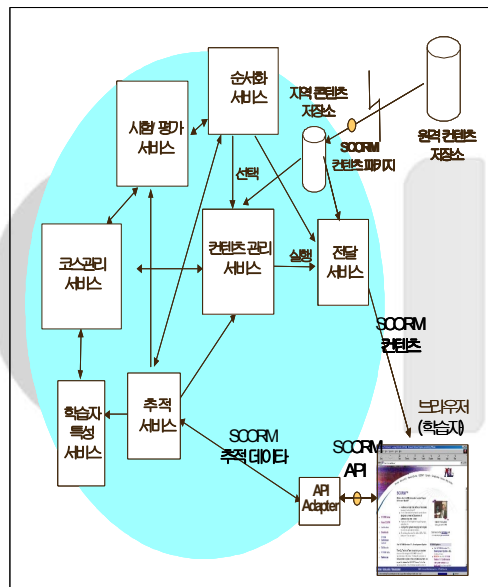 순서화
서비스
시험/평가
서비스
지역 콘텐츠
저장소
원격 컨텐츠
저장소
SCORM
컨텐츠 패키지
선택
코스관리
서비스
컨텐츠 관리
서비스
실행
전달
서비스
SCORM
컨텐츠
학습자
특성
서비스
추적
서비스
SCORM
추적 데이타
SCORM
API
브라우저
(학습자)
API
Adapter